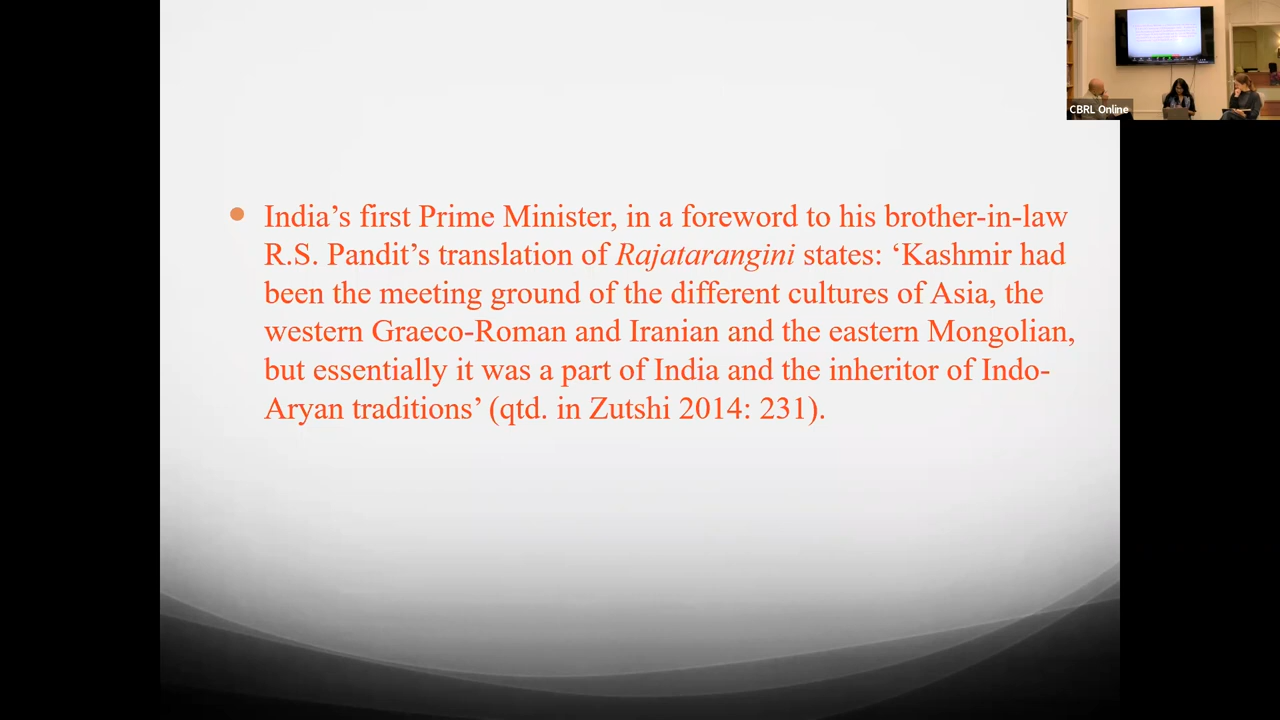 India’s first Prime Minister, in a foreword to his brother-in-law
R.S. Pandit’s translation of Rajatarangini states: ‘Kashmir had
been the meeting ground of the different cultures of Asia, the
western Graeco-Roman and Iranian and the eastern Mongolian,
but essentially it was a part of India and the inheritor of Indo-
Aryan traditions’ (qtd. in Zutshi 2014: 231).
CBRL Online